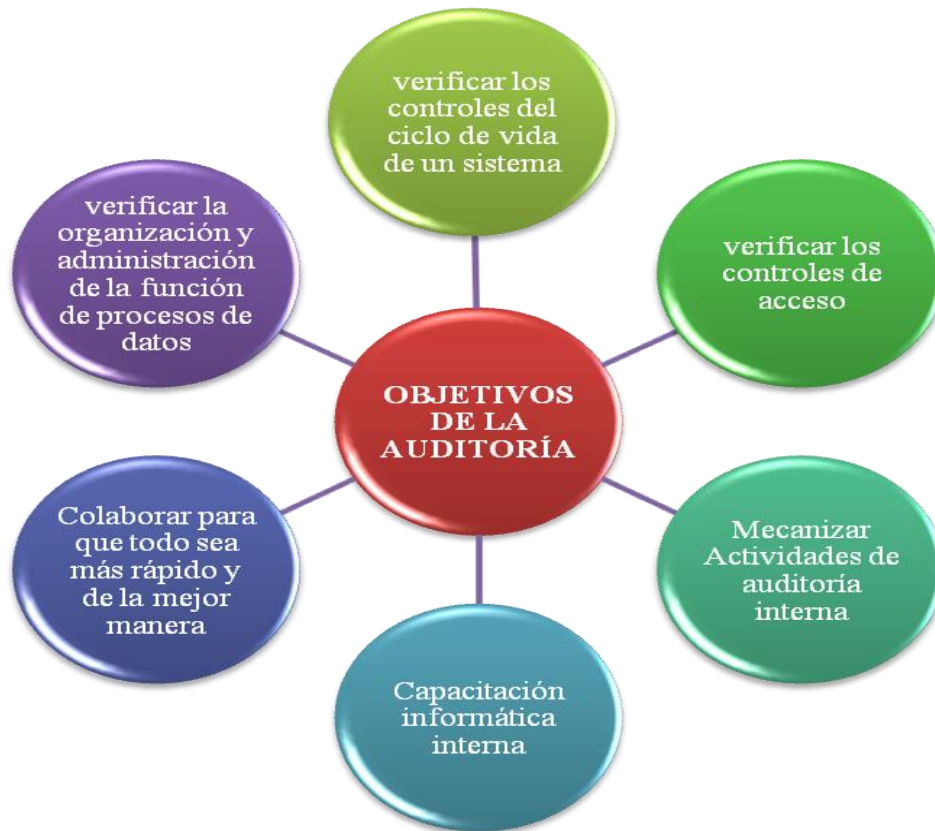 verificar los
controles del
ciclo de vida
de un sistema
verificar la
organización y
administración
de la función
de procesos de
datos
verificar los
controles de
acceso
OBJETIVOS
DE LA
AUDITORÍA
Colaborar para
que todo sea
más rápido y
de la mejor
manera
Mecanizar
Actividades de
auditoría
interna
Capacitación
informática
interna